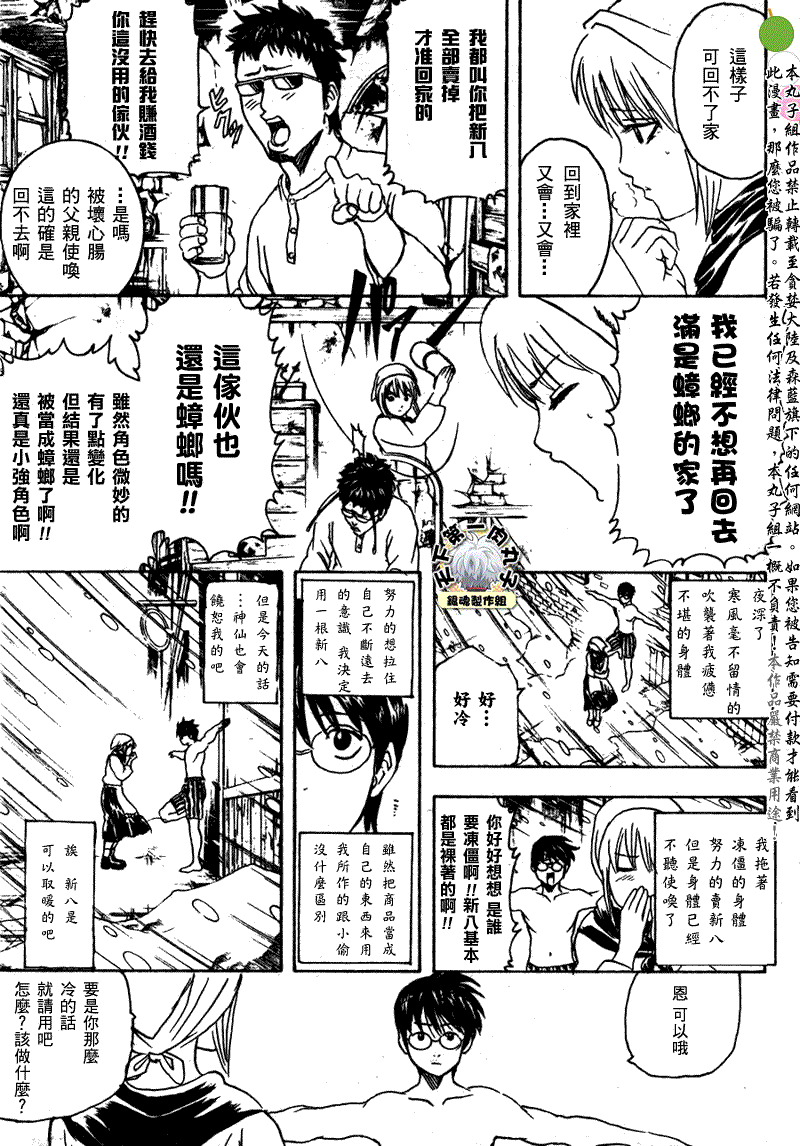 這樣子
可回不了家
回到家裡
又會…又會…
我都叫你把新八
全部賣掉
才准回家的
趕快去給我賺酒錢
你這沒用的傢伙!!
…是嗎
被壞心腸
的父親使喚
這的確是
回不去啊
我已經不想再回去
滿是蟑螂的家了
バッ
這傢伙也
還是蟑螂嗎!!
雖然角色微妙的
有了點變化
但結果還是
被當成蟑螂了啊!!
還真是小強角色啊
天下第一肉丸子
銀魂製作組
夜深了
寒風毫不留情的
吹襲著我疲憊
不堪的身體
好…
好冷
努力的想拉住
自己不斷遠去
的意識 我決定
用一根新八
雖然把商品當成
自己的東西來用
我所作的跟小偷
沒什麼區別
但是今天的話
…神仙也會
饒恕我的吧
誒 新八是
可以取暖的吧
我拖著
凍僵的身體
努力的賣新八
但是身體已經
不聽使喚了
你好好想想 是誰
要凍僵啊!!新八基本
都是裸著的啊!!
恩 可以哦
要是你那麼
冷的話
就請用吧
怎麼?該做什麼?
本丸子組作品禁止轉載至貪婪大陸及森藍旗下的任何網站。如果您被告知需要付款才能看到
此漫畫，那麼您被騙了。若發生任何法律問題，本丸子組一概不負責！本作品嚴禁商業用途！